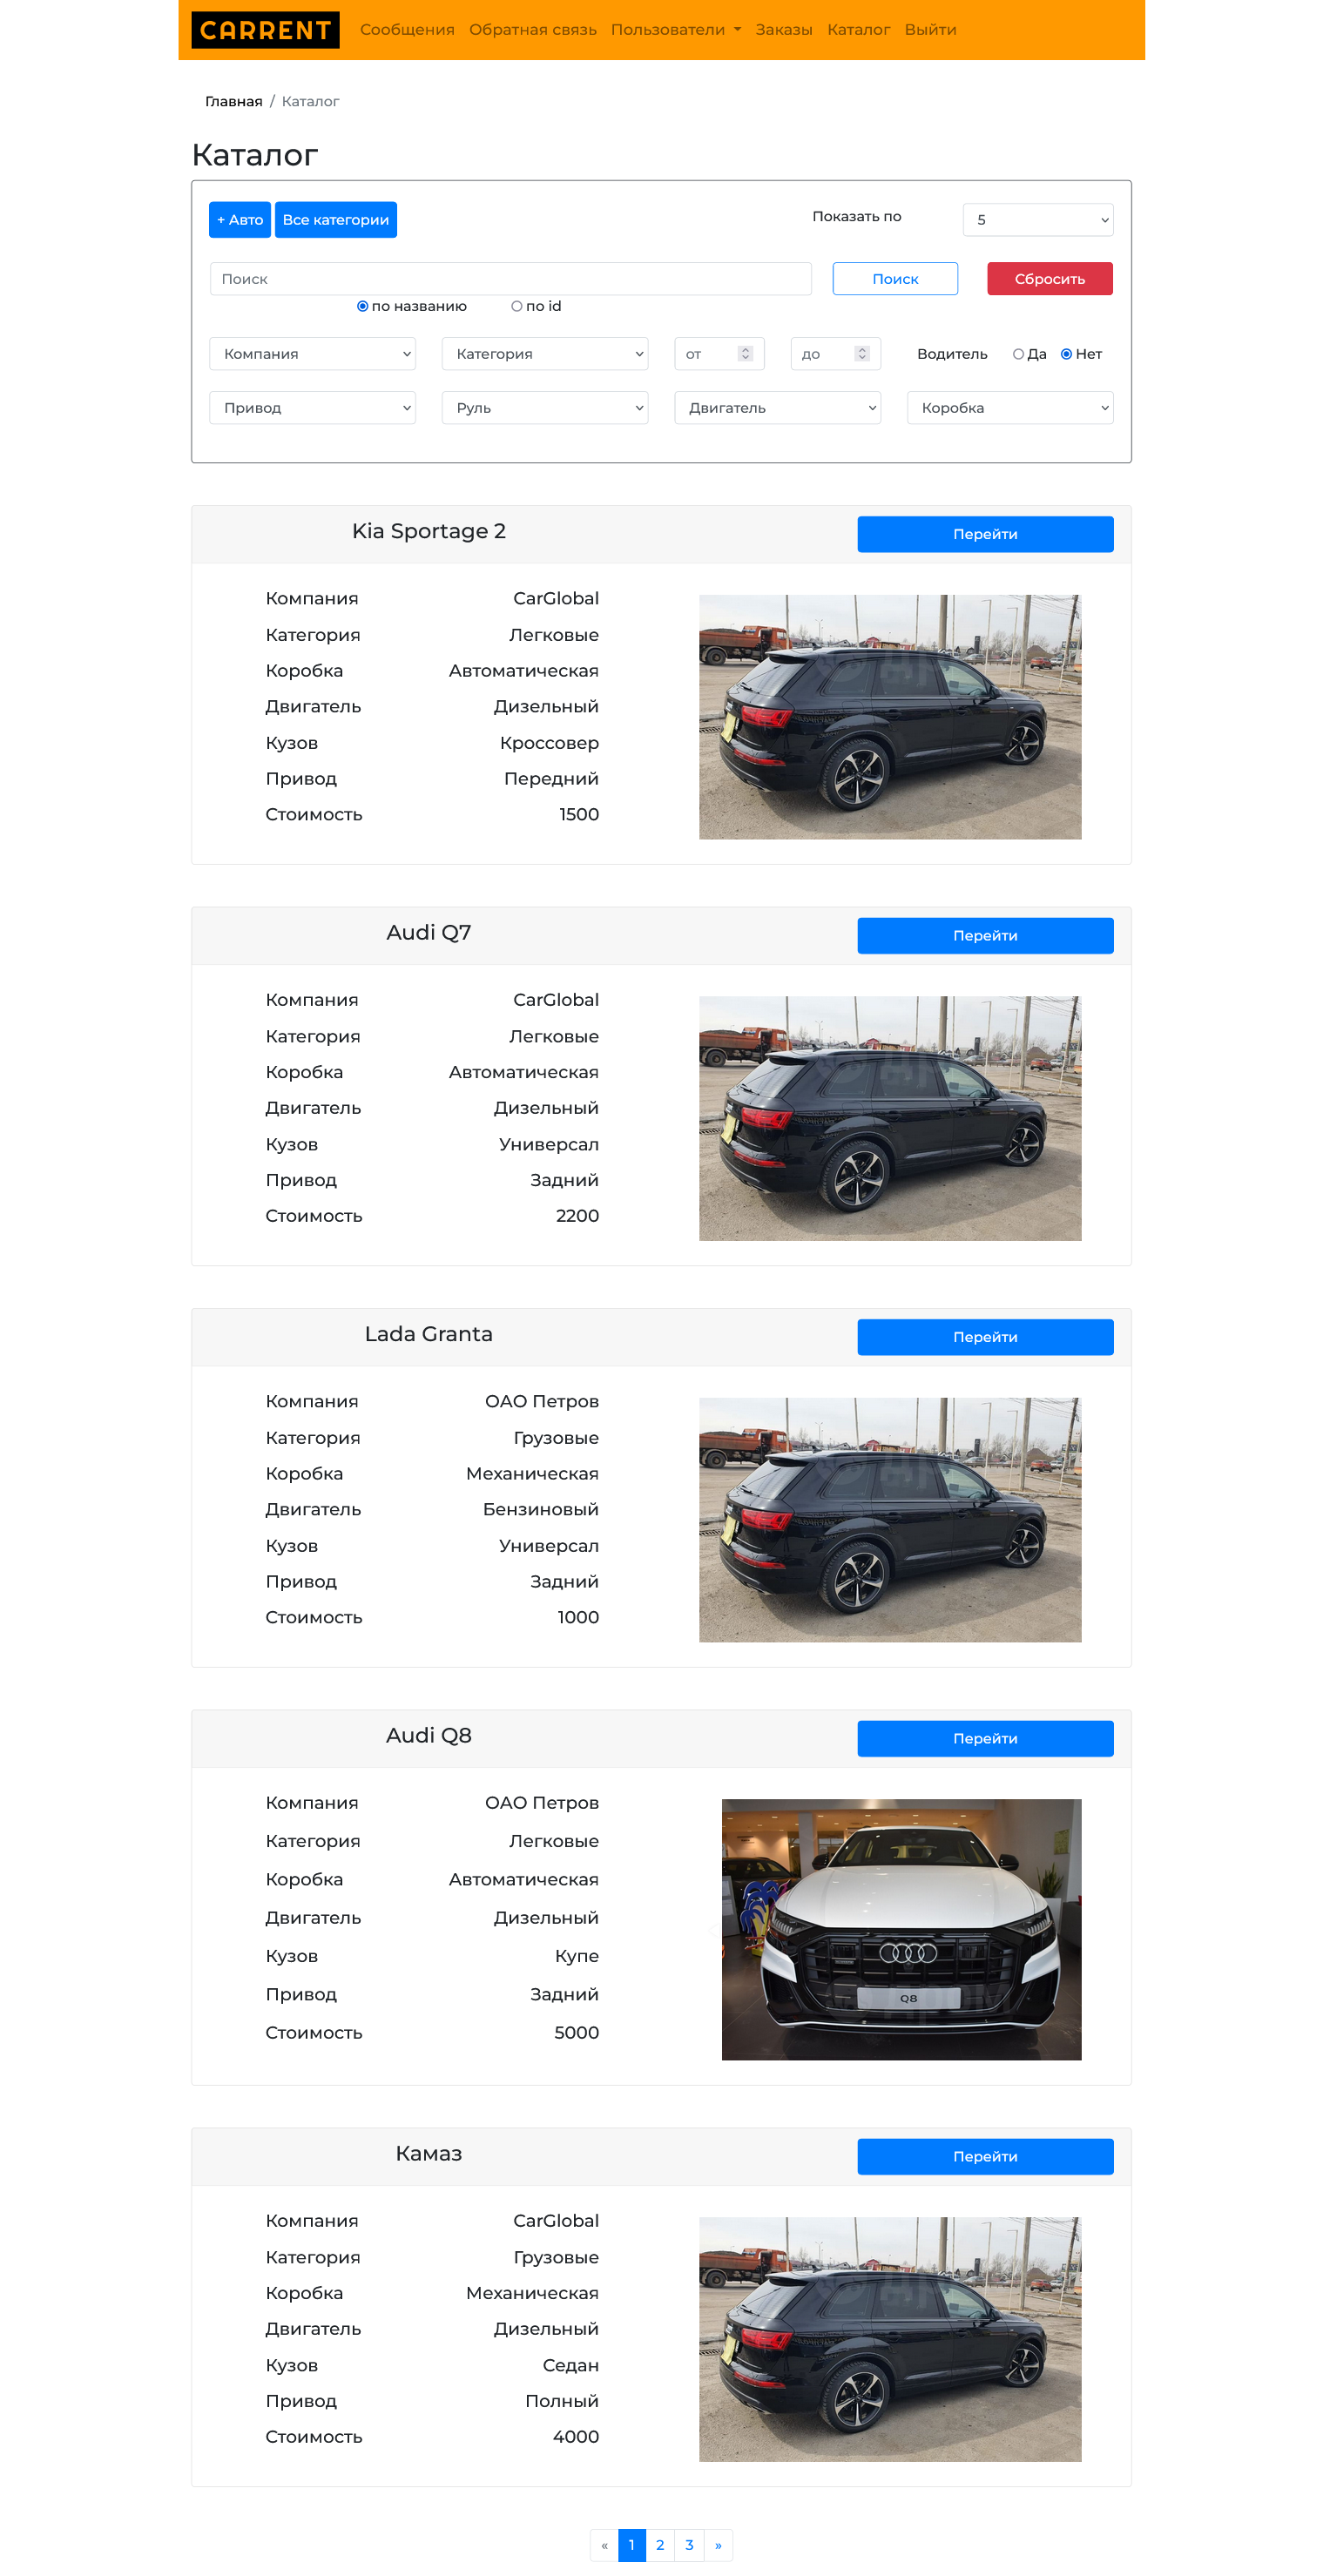 CARRENT Сообщения Обратная связь Пользователи Заказы Каталог Выйти
Главная / Каталог
Каталог
+ Авто Все категории Показать по 5
Поиск Поиск Сбросить
по названию по id
Компания Категория от до Водитель Да Нет
Привод Руль Двигатель Коробка
Kia Sportage 2 Перейти
Компания CarGlobal
Категория Легковые
Коробка Автоматическая
Двигатель Дизельный
Кузов Кроссовер
Привод Передний
Стоимость 1500
Audi Q7 Перейти
Компания CarGlobal
Категория Легковые
Коробка Автоматическая
Двигатель Дизельный
Кузов Универсал
Привод Задний
Стоимость 2200
Lada Granta Перейти
Компания ОАО Петров
Категория Грузовые
Коробка Механическая
Двигатель Бензиновый
Кузов Универсал
Привод Задний
Стоимость 1000
Audi Q8 Перейти
Компания ОАО Петров
Категория Легковые
Коробка Автоматическая
Двигатель Дизельный
Кузов Купе
Привод Задний
Стоимость 5000
Q8
Камаз Перейти
Компания CarGlobal
Категория Грузовые
Коробка Механическая
Двигатель Дизельный
Кузов Седан
Привод Полный
Стоимость 4000
« 1 2 3 »